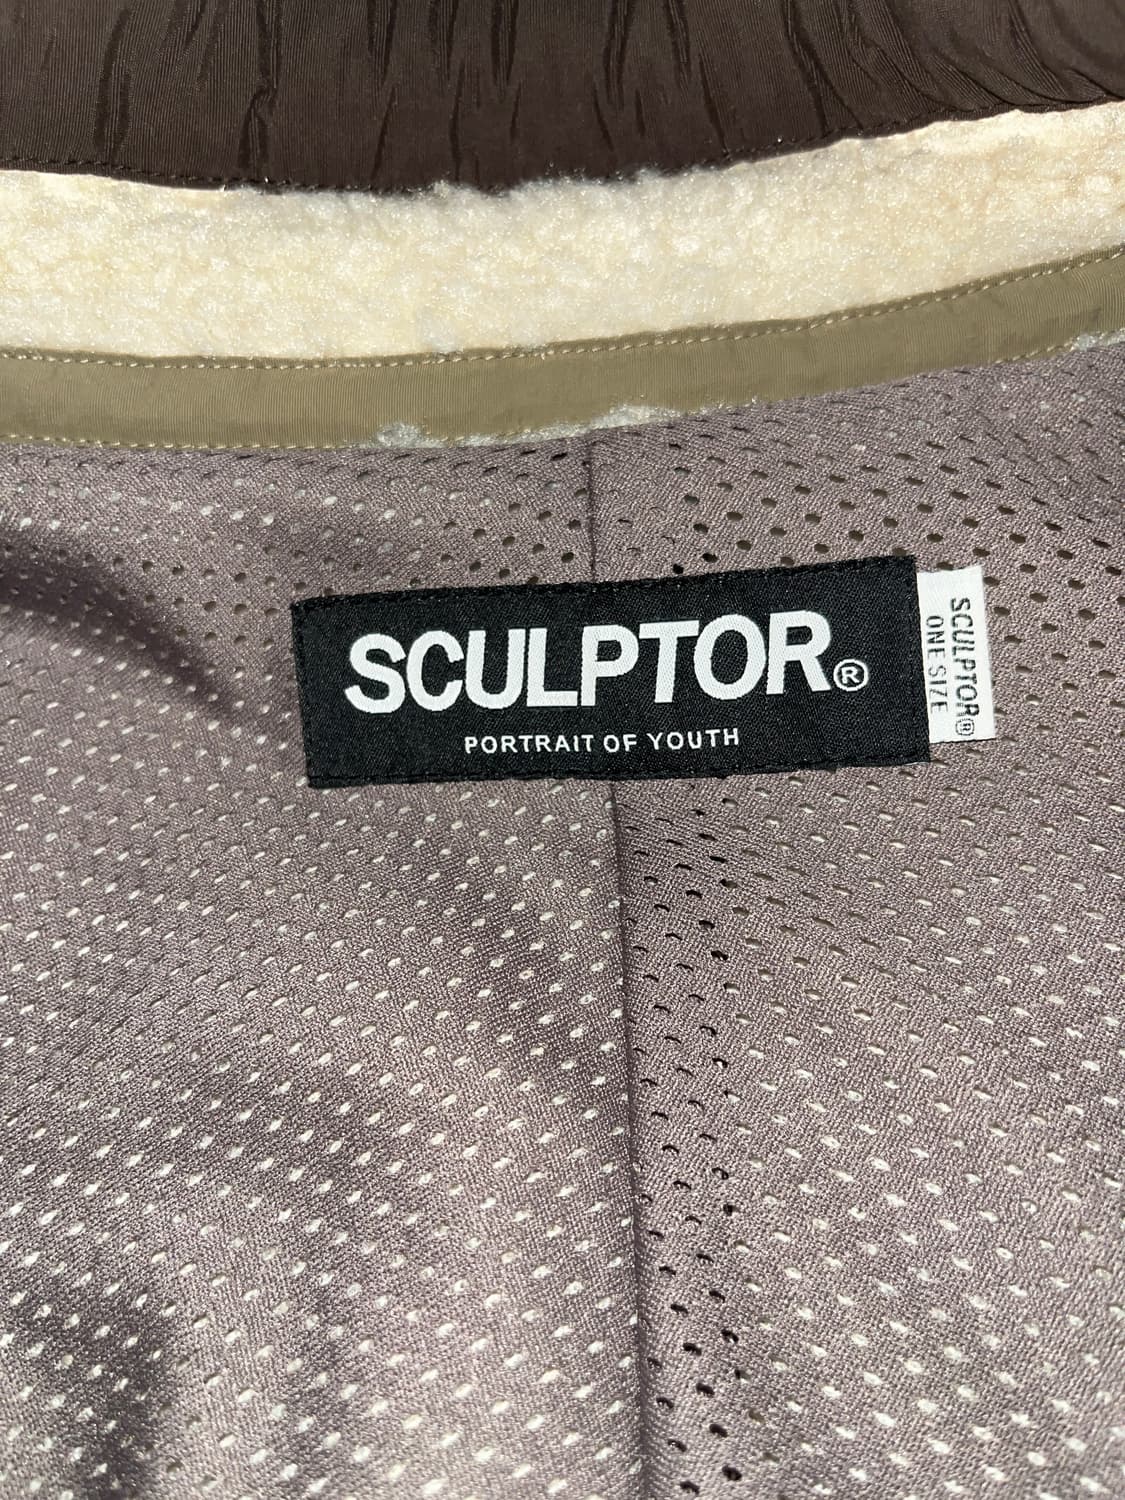 SCULPTOR®
PORTRAIT OF YOUTH
SCULPTOR®
ONE SIZE